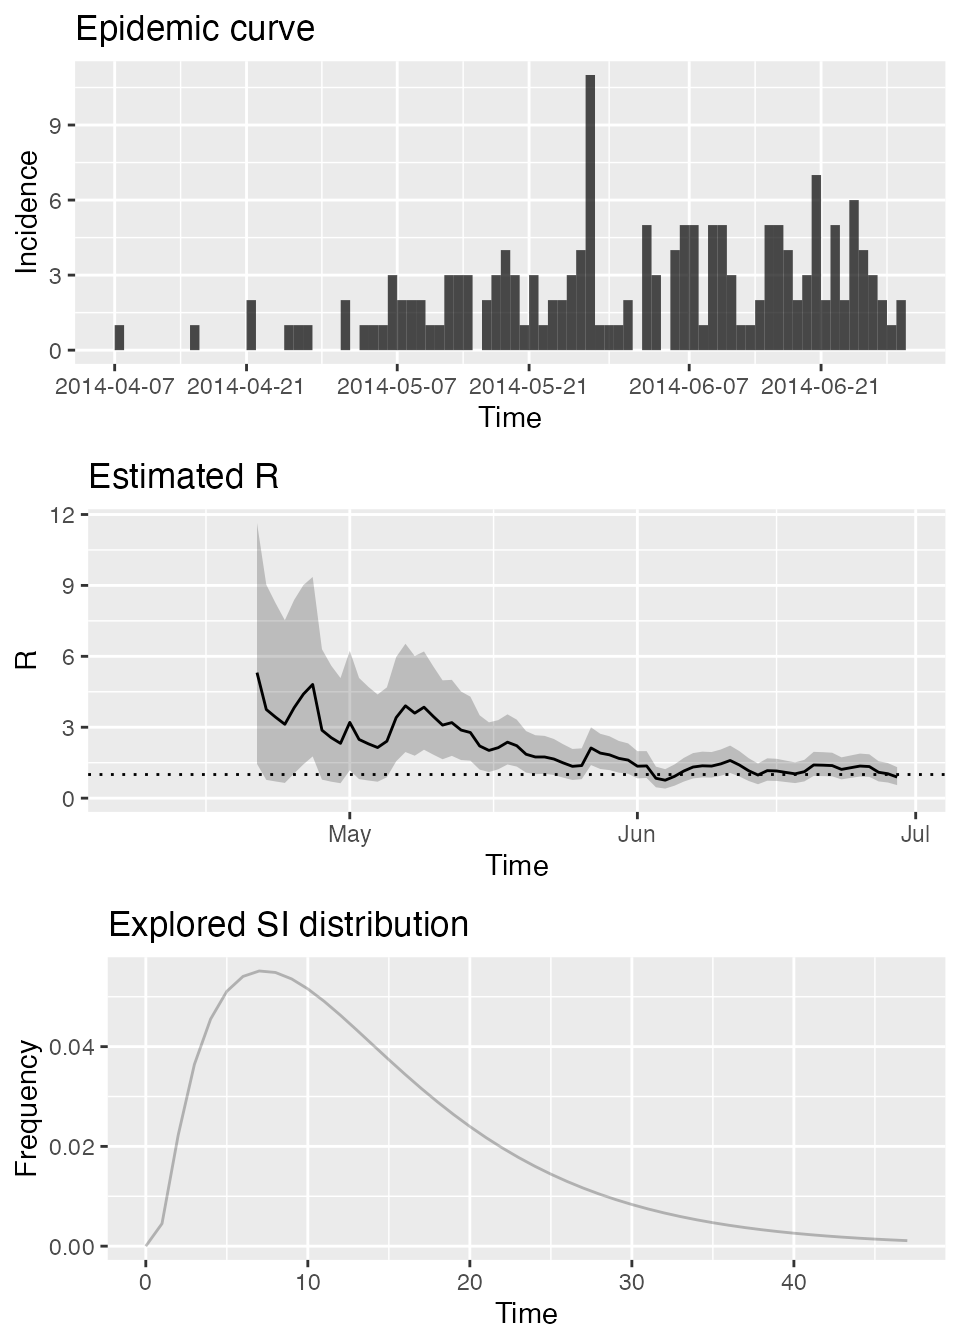 Epidemic curve
9
6
3
0
Incidence
2014-04-07 2014-04-21 2014-05-07 2014-05-21 2014-06-07 2014-06-21
Time
Estimated R
12
9
6
3
0
R
May Jun Jul
Time
Explored SI distribution
0.04
0.02
0.00
Frequency
0 10 20 30 40
Time